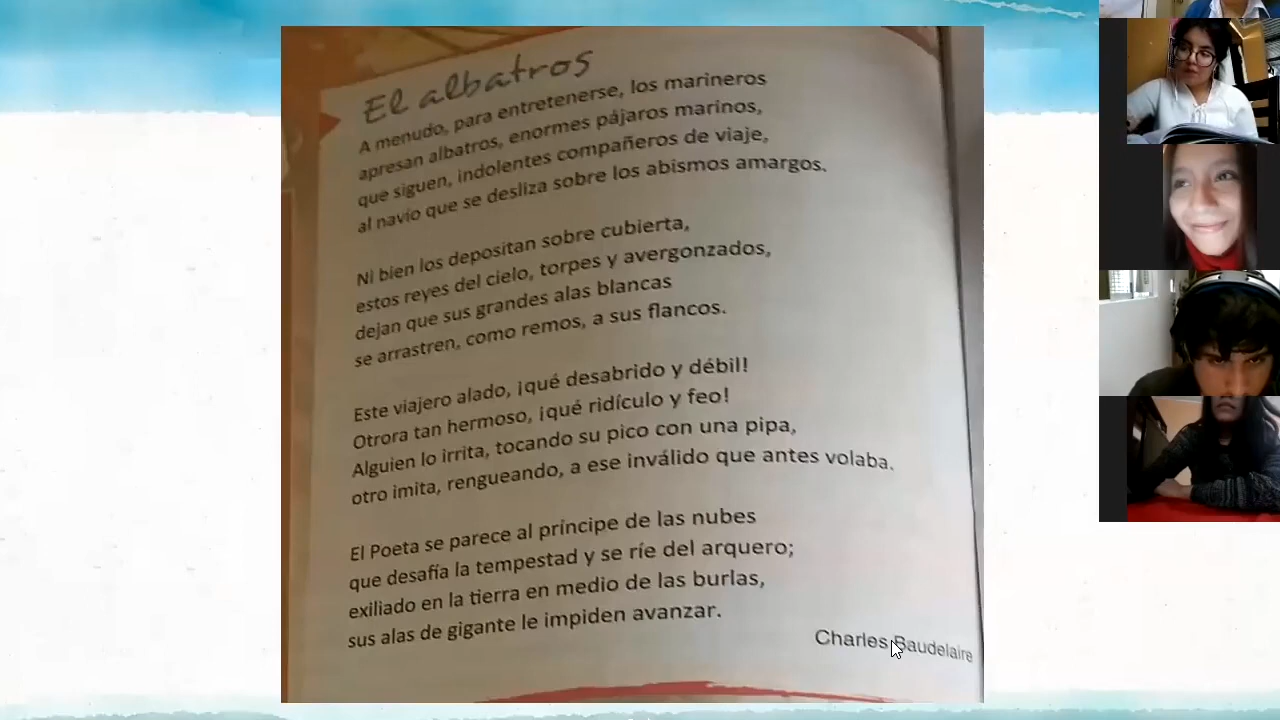 El albatros
A menudo, para entretenerse, los marineros
apresan albatros, enormes pájaros marinos,
que siguen, indolentes compañeros de viaje,
al navío que se desliza sobre los abismos amargos.
Ni bien los depositan sobre cubierta,
estos reyes del cielo, torpes y avergonzados,
dejan que sus grandes alas blancas
se arrastren, como remos, a sus flancos.
Este viajero alado, ¡qué desabrido y débil!
Otrora tan hermoso, ¡qué ridículo y feo!
Alguien lo irrita, tocando su pico con una pipa,
otro imita, rengueando, a ese inválido que antes volaba.
El Poeta se parece al príncipe de las nubes
que desafía la tempestad y se ríe del arquero;
exiliado en la tierra en medio de las burlas,
sus alas de gigante le impiden avanzar.
Charles Baudelaire